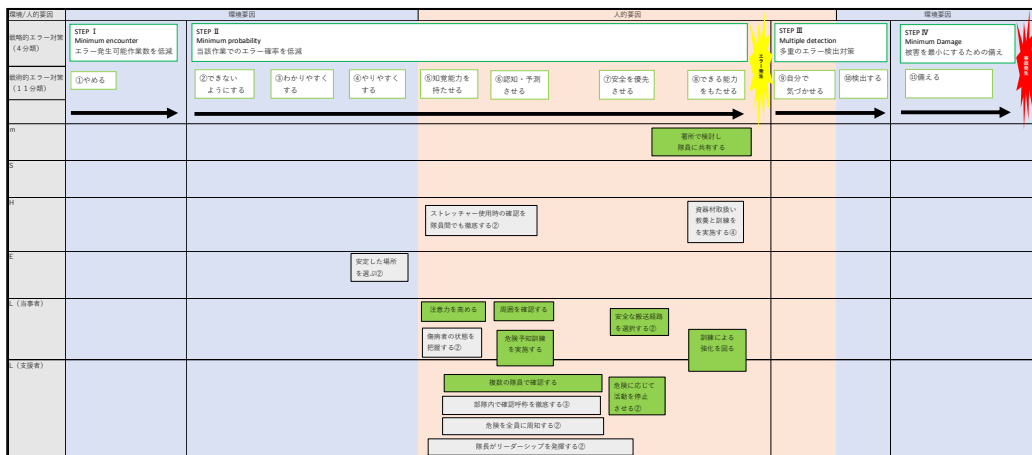 環境/人的要因
環境要因
人的要因
環境要因
戦略的エラー対策
（4分類）
STEP Ⅰ
Minimum encounter
エラー発生可能作業数を低減
STEP Ⅱ
Minimum probability
当該作業でのエラー確率を低減
エラー発生
STEP Ⅲ
Multiple detection
多重のエラー検出対策
STEP Ⅳ
Minimum Damage
被害を最小にするための備え
事故発生
戦術的エラー対策
（11分類）
①やめる
②できない
ようにする
③わかりやすく
する
④やりやすく
する
⑤知覚能力を
持たせる
⑥認知・予測
させる
⑦安全を優先
させる
⑧できる能力
をもたせる
⑨自分で
気づかせる
⑩検出する
⑪備える
m
署所で検討し
隊員に共有する
S
H
ストレッチャー使用時の確認を
隊員間でも徹底する②
資器材取扱い
教養と訓練を
を実施する④
E
安定した場所
を選ぶ②
L（当事者）
注意力を高める
周囲を確認する
安全な搬送経路
を選択する②
傷病者の状態を
把握する②
危険予知訓練
を実施する
訓練による
強化を図る
L（支援者）
複数の隊員で確認する
危険に応じて
活動を停止
させる②
部隊内で確認呼称を徹底する③
危険を全員に周知する②
隊長がリーダーシップを発揮する②